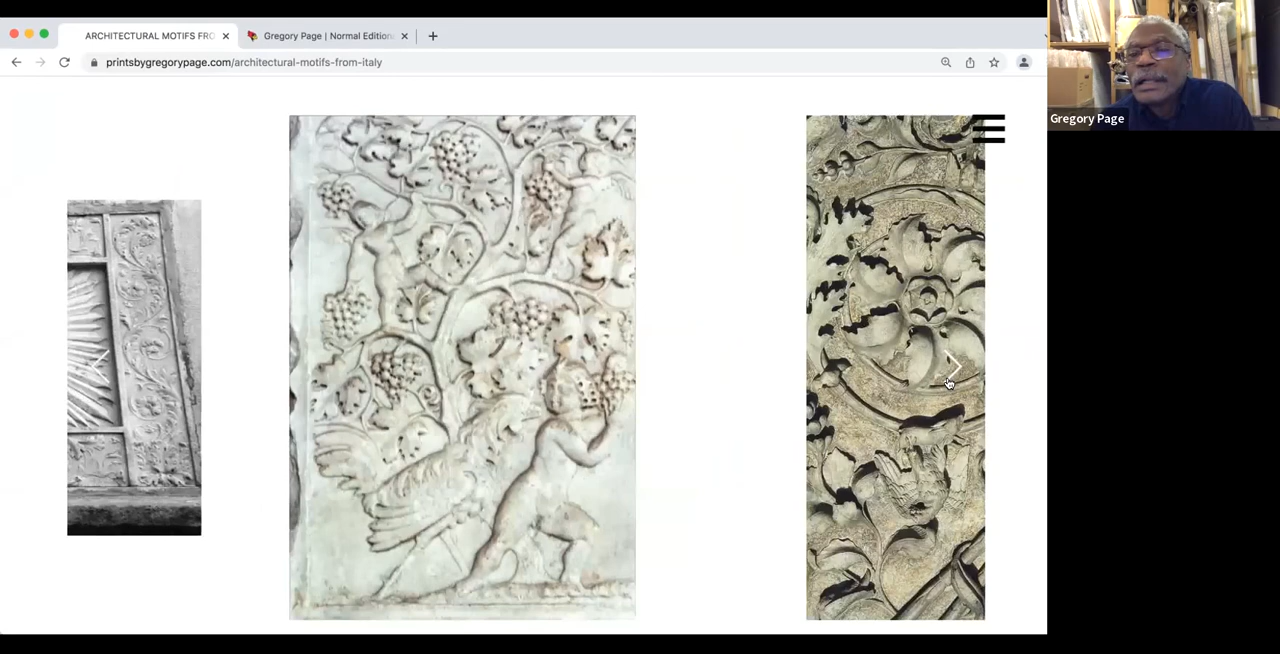 ARCHITECTURAL MOTIFS FRO
Gregory Page | Normal Edition
printsbygregorypage.com/architectural-motifs-from-italy
Gregory Page